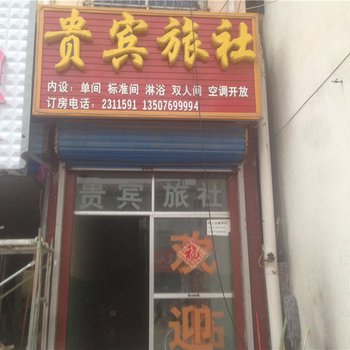 贵宾旅社
内设：单间 标准间 淋浴 双人间 空调开放
订房电话：2311591 13507699994
贵宾旅社
福
欢
迎